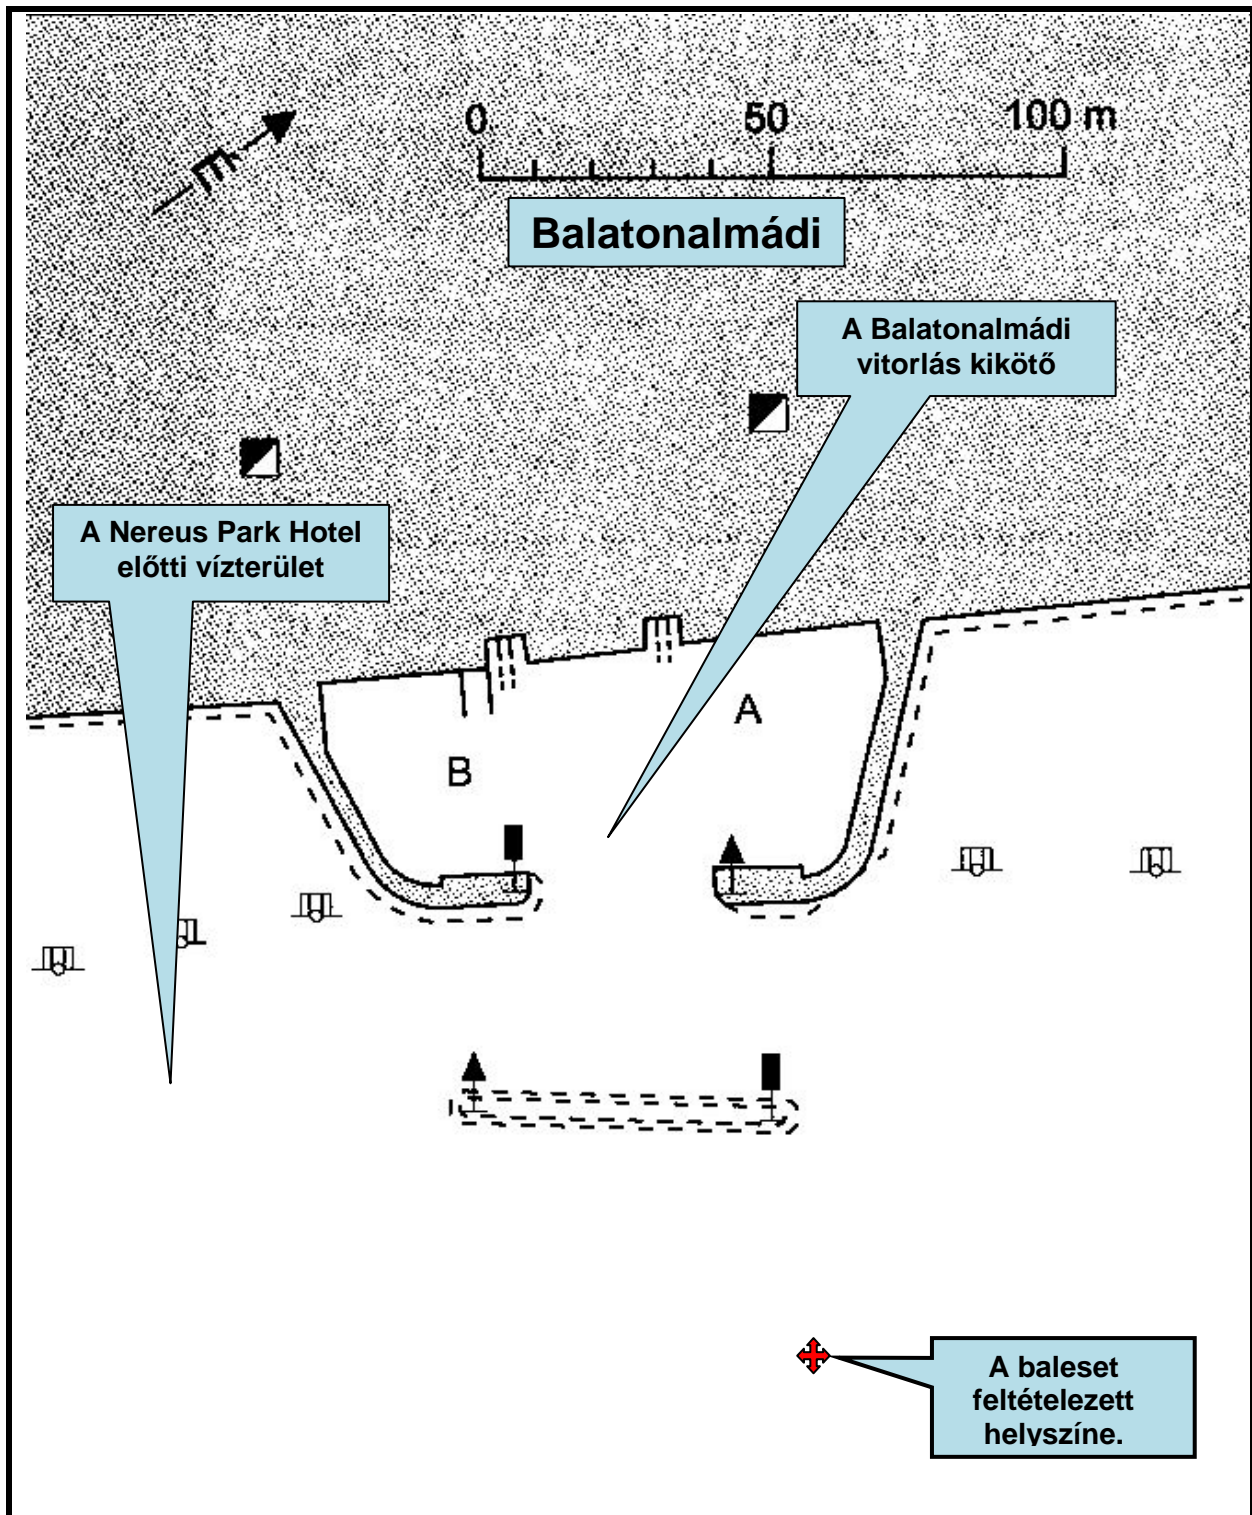 0 50 100 m
É
Balatonalmádi
A Balatonalmádi
vitorlás kikötő
A Nereus Park Hotel
előtti vízterület
A
B
A baleset
feltételezett
helyszíne.